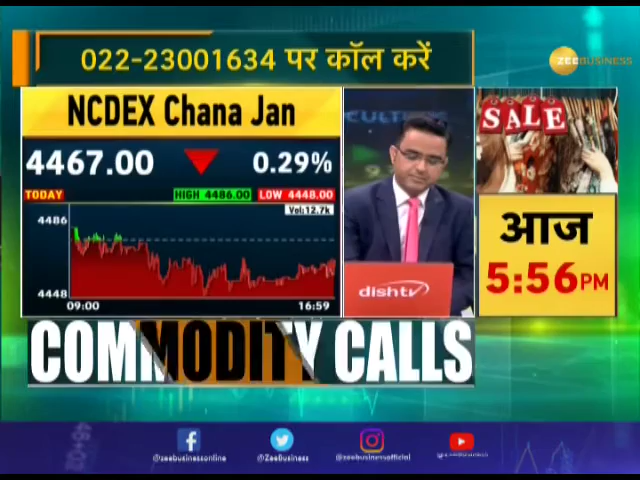 022-23001634 पर कॉल करें
ZEEBUSINESS
NCDEX Chana Jan
4467.00 0.29%
TODAY HIGH 4486.00 LOW 4448.00
Vol:12.7k
4486
4448
09:00 16:59
dishtv
SALE
आज
5:56PM
COMMODITY CALLS
@zeebusinessonline @ZeeBusiness @zeebusinessofficial